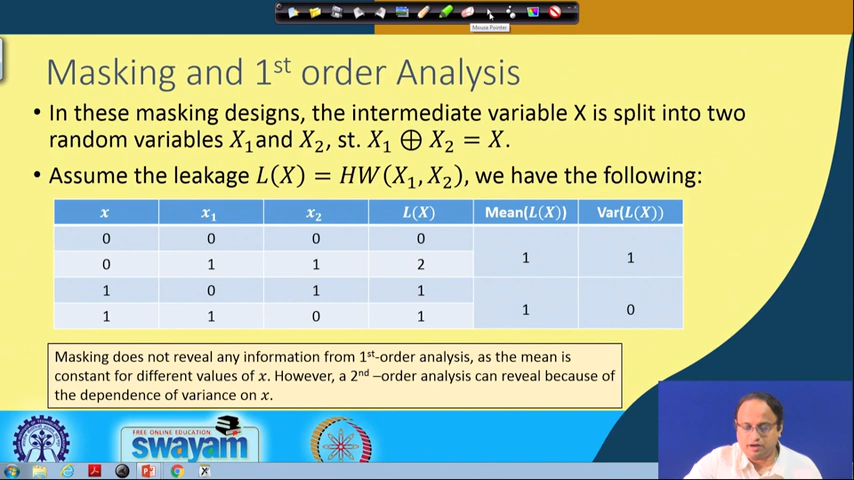 Mouse Pointer
Masking and 1st order Analysis
• In these masking designs, the intermediate variable X is split into two
random variables X₁and X₂, st. X₁ ⊕ X₂ = X.
• Assume the leakage L(X) = HW(X₁, X₂), we have the following:
x x₁ x₂ L(X) Mean(L(X)) Var(L(X))
0 0 0 0
0 1 1 2
1 1
1 0 1 1
1 1 0 1
1 0
Masking does not reveal any information from 1st-order analysis, as the mean is
constant for different values of x. However, a 2nd –order analysis can reveal because of
the dependence of variance on x.
FREE ONLINE EDUCATION
swayam